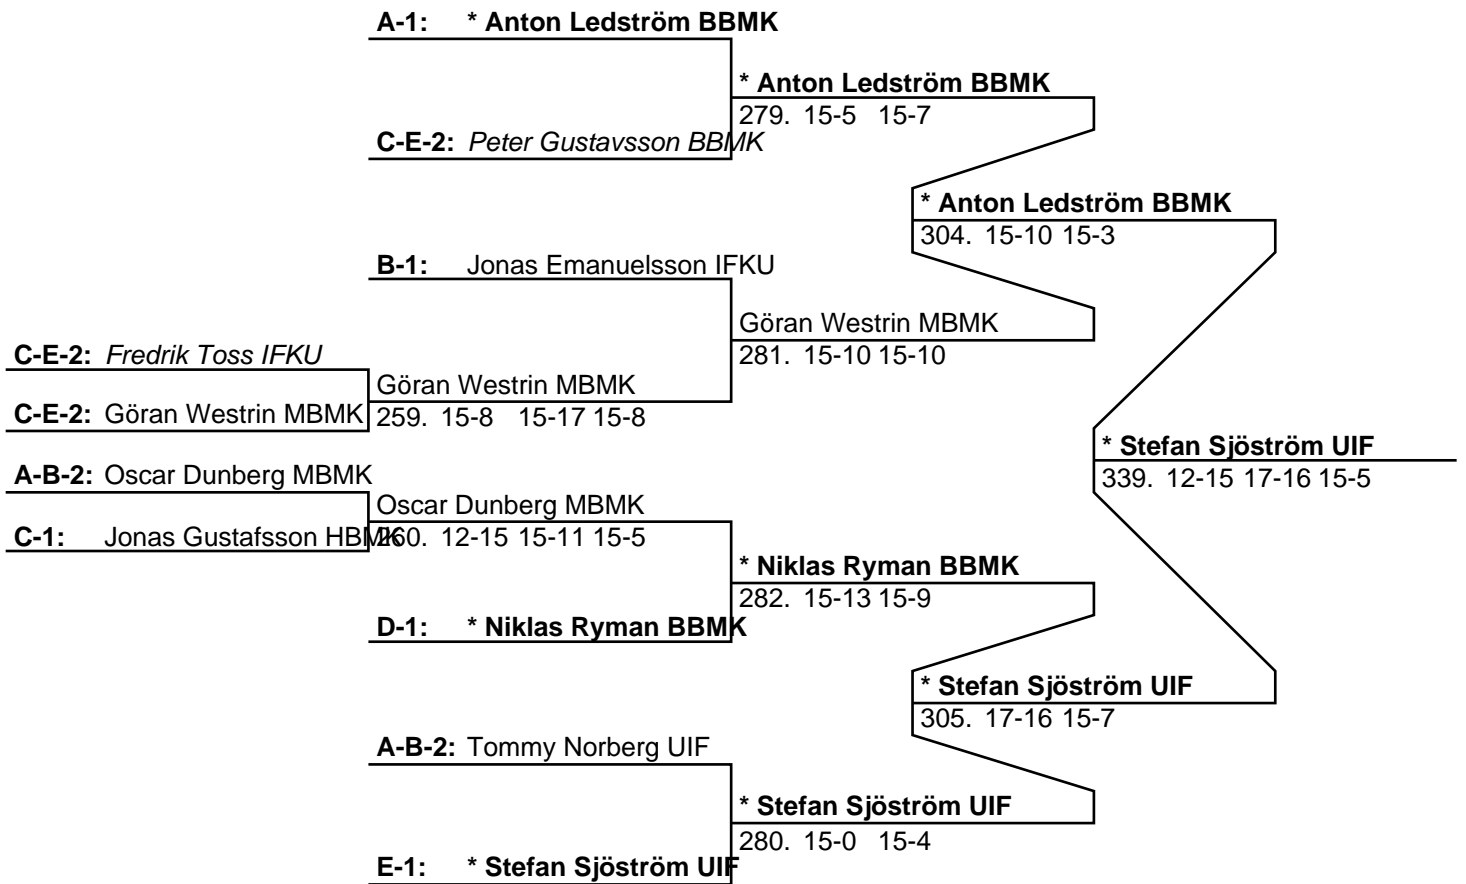 A-1: * Anton Ledström BBMK
* Anton Ledström BBMK
279. 15-5 15-7
C-E-2: Peter Gustavsson BBMK
* Anton Ledström BBMK
304. 15-10 15-3
B-1: Jonas Emanuelsson IFKU
Göran Westrin MBMK
281. 15-10 15-10
C-E-2: Fredrik Toss IFKU
Göran Westrin MBMK
259. 15-8 15-17 15-8
C-E-2: Göran Westrin MBMK
* Stefan Sjöström UIF
339. 12-15 17-16 15-5
A-B-2: Oscar Dunberg MBMK
Oscar Dunberg MBMK
260. 12-15 15-11 15-5
C-1: Jonas Gustafsson HBMK
* Niklas Ryman BBMK
282. 15-13 15-9
D-1: * Niklas Ryman BBMK
* Stefan Sjöström UIF
305. 17-16 15-7
A-B-2: Tommy Norberg UIF
* Stefan Sjöström UIF
280. 15-0 15-4
E-1: * Stefan Sjöström UIF